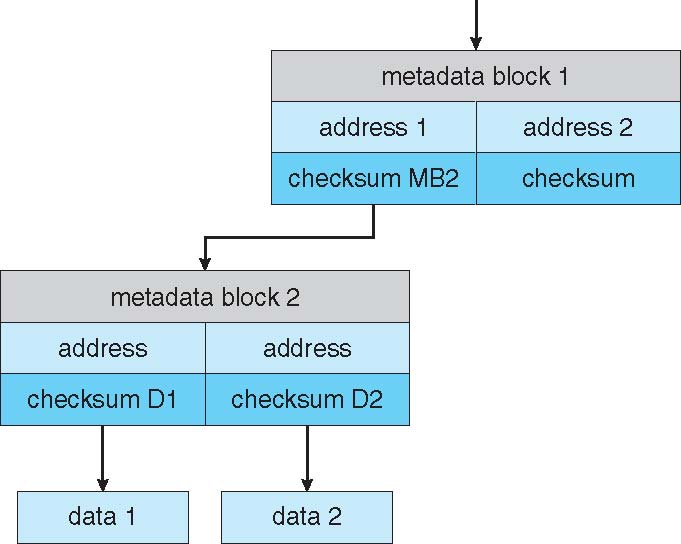 metadata block 1
address 1 address 2
checksum MB2 checksum
metadata block 2
address address
checksum D1 checksum D2
data 1 data 2